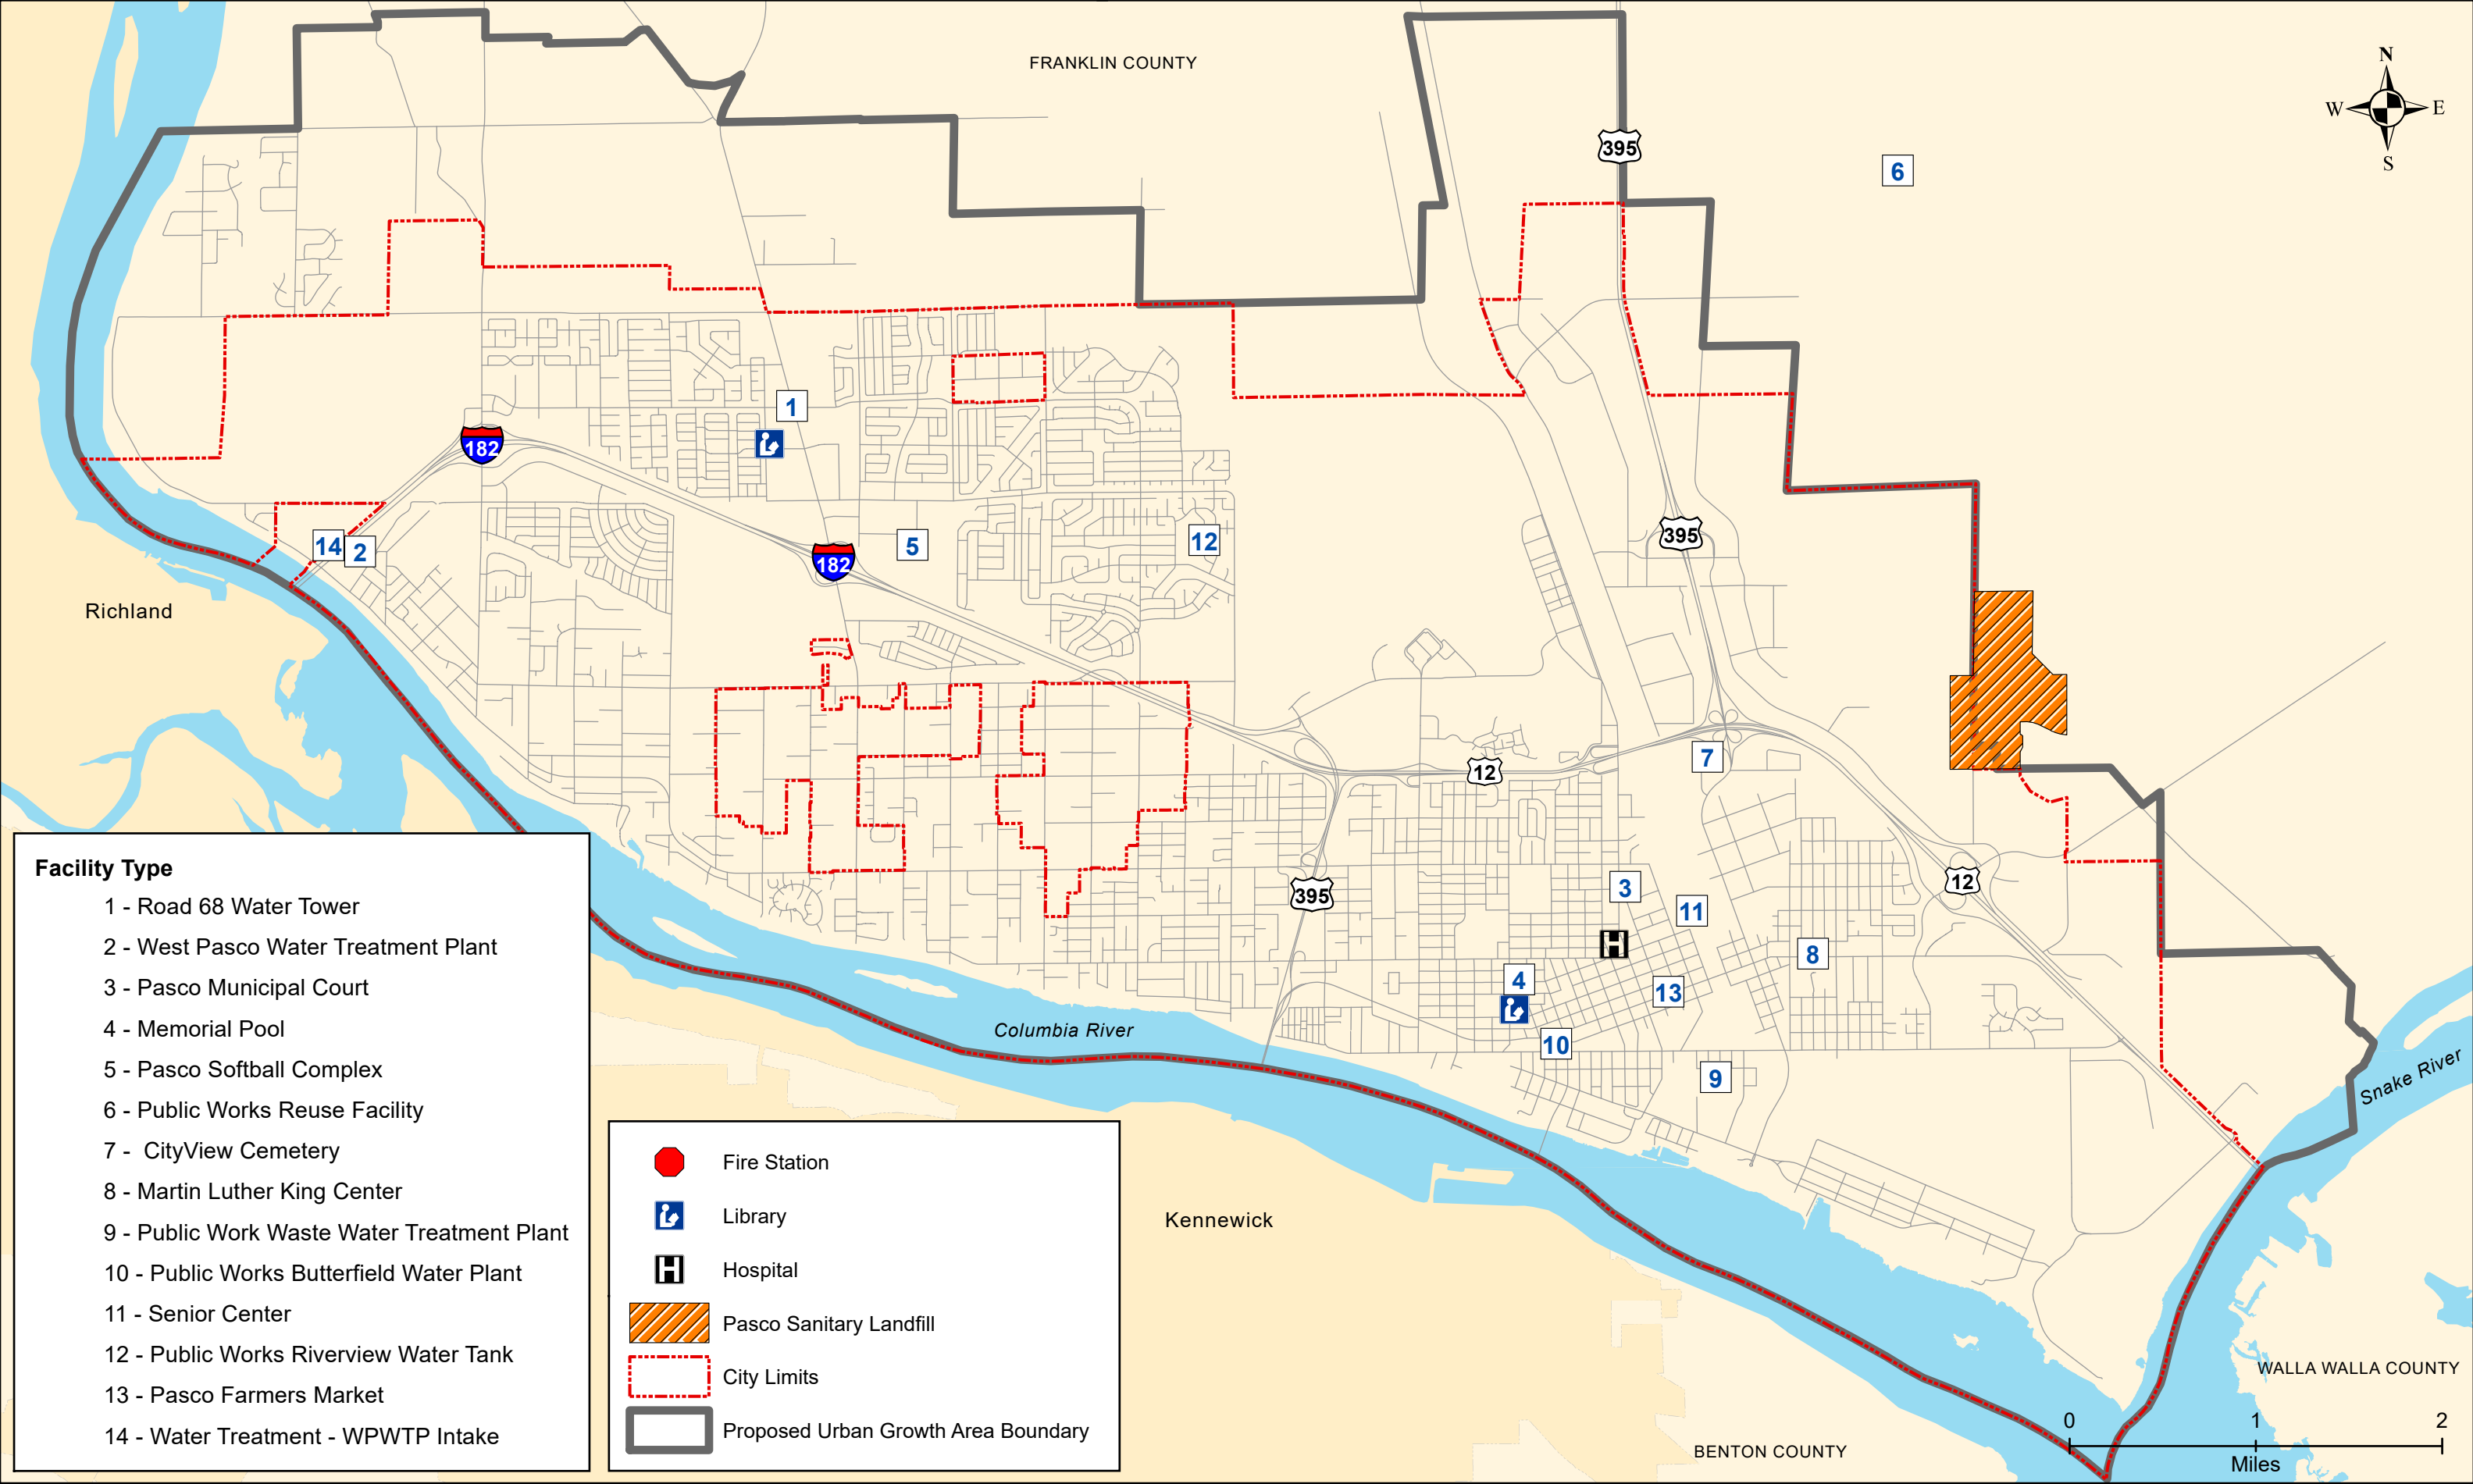 FRANKLIN COUNTY
N
W E
S
395
6
1
182
395
14 2
182
5
12
Richland
7
12
12
395
3
11
8
4
13
10
9
Columbia River
Snake River
Kennewick
WALLA WALLA COUNTY
BENTON COUNTY
0 1 2
Miles
Facility Type
1 - Road 68 Water Tower
2 - West Pasco Water Treatment Plant
3 - Pasco Municipal Court
4 - Memorial Pool
5 - Pasco Softball Complex
6 - Public Works Reuse Facility
7 - CityView Cemetery
8 - Martin Luther King Center
9 - Public Work Waste Water Treatment Plant
10 - Public Works Butterfield Water Plant
11 - Senior Center
12 - Public Works Riverview Water Tank
13 - Pasco Farmers Market
14 - Water Treatment - WPWTP Intake
Fire Station
Library
H Hospital
Pasco Sanitary Landfill
City Limits
Proposed Urban Growth Area Boundary
H